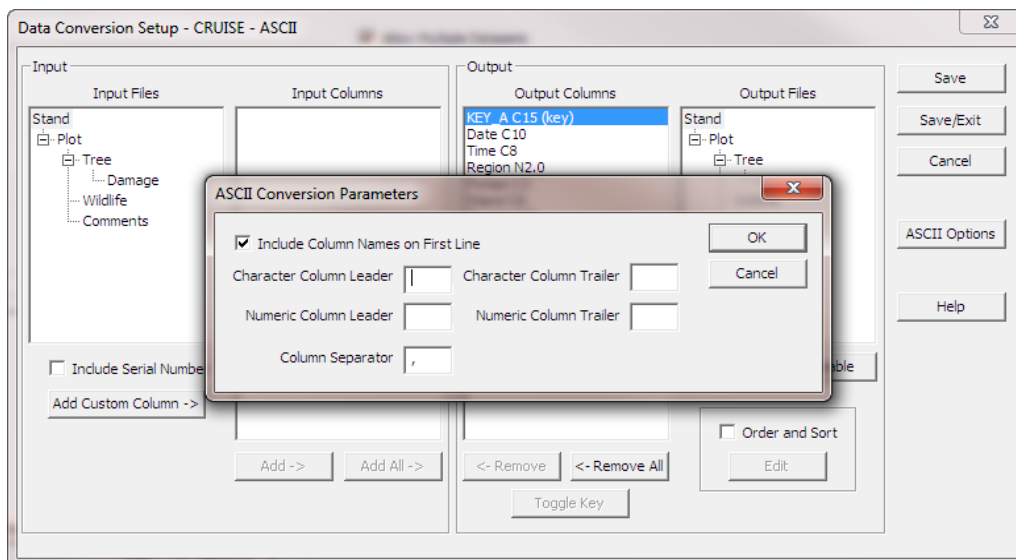 Data Conversion Setup - CRUISE - ASCII
Input
Input Files
Input Columns
Stand
Plot
Tree
Damage
Wildlife
Comments
Include Serial Numbe
Add Custom Column ->
Add ->
Add All ->
Output
Output Columns
Output Files
KEY_A C15 (key)
Date C10
Time C8
Region N2.0
Stand
Plot
Tree
able
<- Remove
<- Remove All
Toggle Key
Order and Sort
Edit
Save
Save/Exit
Cancel
ASCII Options
Help
ASCII Conversion Parameters
Include Column Names on First Line
OK
Character Column Leader
Character Column Trailer
Cancel
Numeric Column Leader
Numeric Column Trailer
Column Separator ,